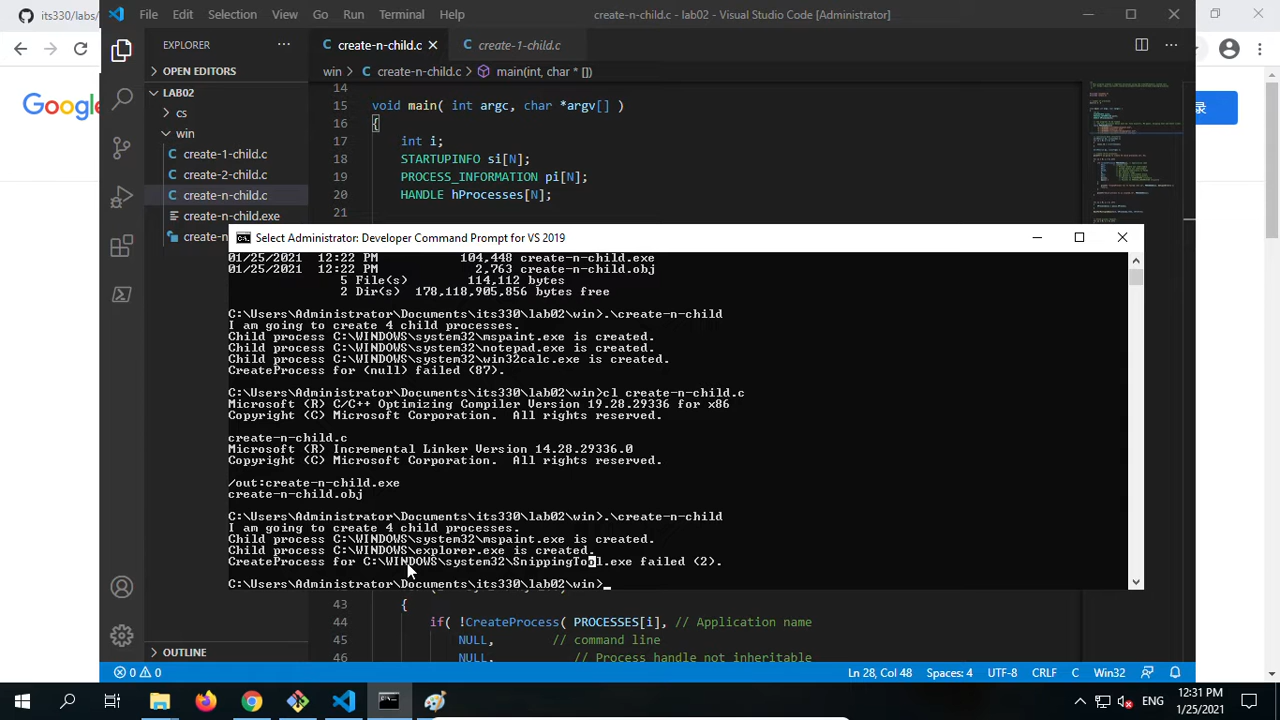 its330/labs/
File Edit Selection View Go Run Terminal Help
create-n-child.c - lab02 - Visual Studio Code [Administrator]
EXPLORER
create-n-child.c
create-1-child.c
OPEN EDITORS
win > create-n-child.c > main(int, char * [])
LAB02
Google
cs
win
create-1-child.c
create-2-child.c
create-n-child.c
create-n-child.exe
create-n
14
15 void main( int argc, char *argv[] )
16 {
17 int i;
18 STARTUPINFO si[N];
19 PROCESS_INFORMATION pi[N];
20 HANDLE hProcesses[N];
21
录
Select Administrator: Developer Command Prompt for VS 2019
01/25/2021 12:22 PM 104,448 create-n-child.exe
01/25/2021 12:22 PM 2,763 create-n-child.obj
5 File(s) 114,112 bytes
2 Dir(s) 178,118,905,856 bytes free
C:\Users\Administrator\Documents\its330\lab02\win>.\create-n-child
I am going to create 4 child processes.
Child process C:\WINDOWS\system32\mspaint.exe is created.
Child process C:\WINDOWS\system32\notepad.exe is created.
Child process C:\WINDOWS\system32\win32calc.exe is created.
CreateProcess for (null) failed (87).
C:\Users\Administrator\Documents\its330\lab02\win>cl create-n-child.c
Microsoft (R) C/C++ Optimizing Compiler Version 19.28.29336 for x86
Copyright (C) Microsoft Corporation. All rights reserved.
create-n-child.c
Microsoft (R) Incremental Linker Version 14.28.29336.0
Copyright (C) Microsoft Corporation. All rights reserved.
/out:create-n-child.exe
create-n-child.obj
C:\Users\Administrator\Documents\its330\lab02\win>.\create-n-child
I am going to create 4 child processes.
Child process C:\WINDOWS\system32\mspaint.exe is created.
Child process C:\WINDOWS\explorer.exe is created.
CreateProcess for C:\WINDOWS\system32\SnippingTool.exe failed (2).
C:\Users\Administrator\Documents\its330\lab02\win>
43 {
44 if( !CreateProcess( PROCESSES[i], // Application name
45 NULL, // command line
46 NULL, // Process handle not inheritable
OUTLINE
0 0
Ln 28, Col 48 Spaces: 4 UTF-8 CRLF C Win32
ENG
12:31 PM
1/25/2021